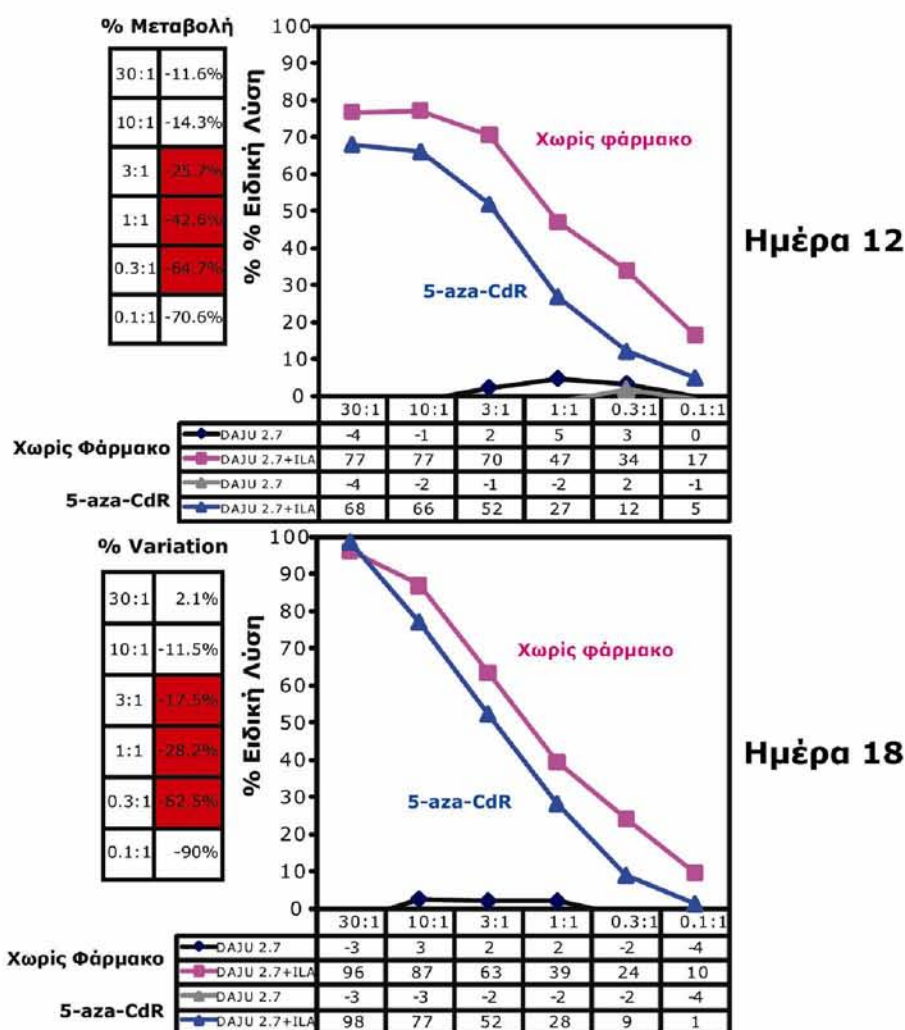 % Μεταβολή
30:1 -11.6%
10:1 -14.3%
3:1 -25.7%
1:1 -42.6%
0.3:1 -64.7%
0.1:1 -70.6%
% % Ειδική Λύση
100
90
80
70
60
50
40
30
20
10
0
Χωρίς φάρμακο
5-aza-CdR
Ημέρα 12
30:1 10:1 3:1 1:1 0.3:1 0.1:1
Χωρίς Φάρμακο
DAJU 2.7 -4 -1 2 5 3 0
DAJU 2.7+ILA 77 77 70 47 34 17
5-aza-CdR
DAJU 2.7 -4 -2 -1 -2 2 -1
DAJU 2.7+ILA 68 66 52 27 12 5
% Variation
30:1 2.1%
10:1 -11.5%
3:1 -17.5%
1:1 -28.2%
0.3:1 -62.5%
0.1:1 -90%
% Ειδική Λύση
100
90
80
70
60
50
40
30
20
10
0
Χωρίς φάρμακο
5-aza-CdR
Ημέρα 18
30:1 10:1 3:1 1:1 0.3:1 0.1:1
Χωρίς Φάρμακο
DAJU 2.7 -3 3 2 2 -2 -4
DAJU 2.7+ILA 96 87 63 39 24 10
5-aza-CdR
DAJU 2.7 -3 -3 -2 -2 -2 -4
DAJU 2.7+ILA 98 77 52 28 9 1